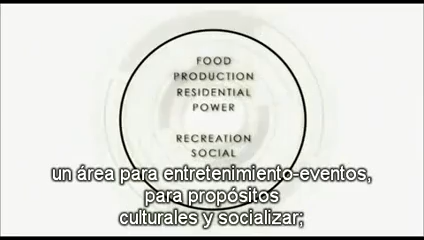 FOOD
PRODUCTION
RESIDENTIAL
POWER
RECREATION
SOCIAL
un área para entretenimiento-eventos,
para propósitos
culturales y socializar;